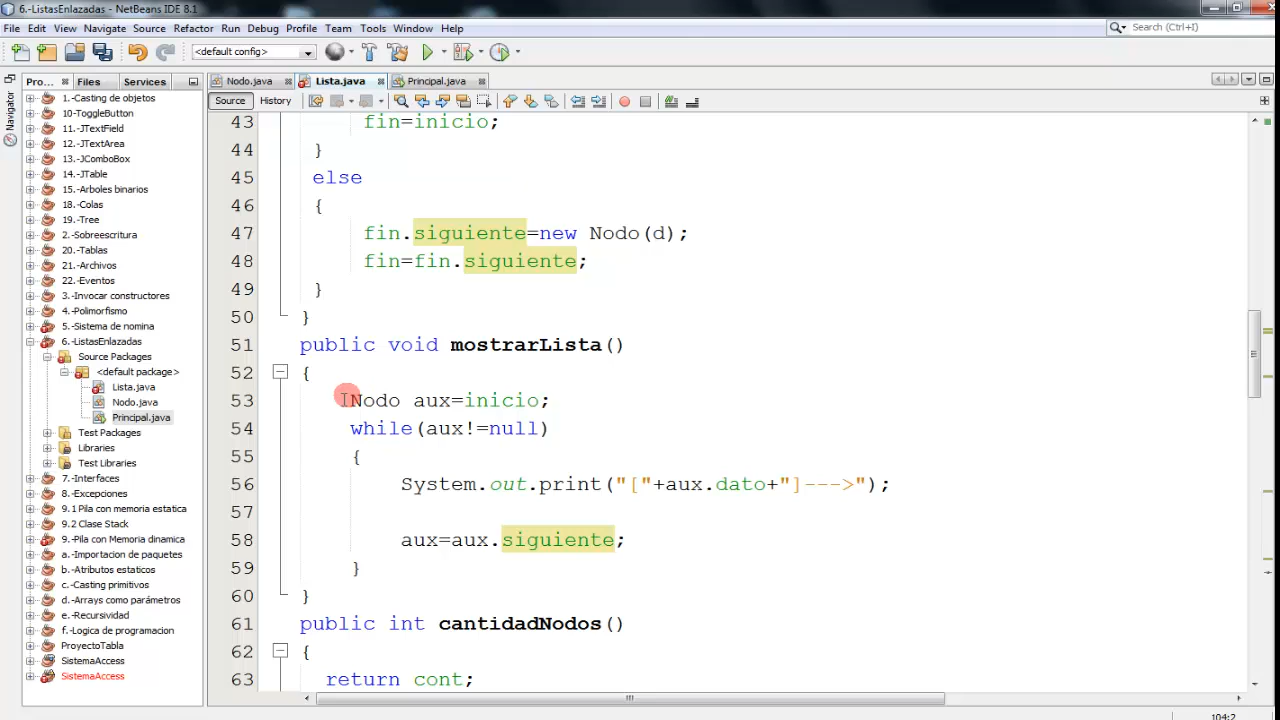 6.-ListasEnlazadas - NetBeans IDE 8.1
File Edit View Navigate Source Refactor Run Debug Profile Team Tools Window Help
Search (Ctrl+I)
<default config>
Pro... Files Services
Nodo.java Lista.java Principal.java
Source History
Navigator
1.-Casting de objetos
10-ToggleButton
11.-JTextField
12.-JTextArea
13.-JComboBox
14.-JTable
15.-Arboles binarios
18.-Colas
19.-Tree
2.-Sobreescritura
20.-Tablas
21.-Archivos
22.-Eventos
3.-Invocar constructores
4.-Polimorfismo
5.-Sistema de nomina
6.-ListasEnlazadas
Source Packages
<default package>
Lista.java
Nodo.java
Principal.java
Test Packages
Libraries
Test Libraries
7.-Interfaces
8.-Excepciones
9.1 Pila con memoria estatica
9.2 Clase Stack
9.-Pila con Memoria dinamica
a.-Importacion de paquetes
b.-Atributos estaticos
c.-Casting primitivos
d.-Arrays como parámetros
e.-Recursividad
f.-Logica de programacion
ProyectoTabla
SistemaAccess
SistemaAccess
43 fin=inicio;
44 }
45 else
46 {
47 fin.siguiente=new Nodo(d);
48 fin=fin.siguiente;
49 }
50 }
51 public void mostrarLista()
52 {
53 Nodo aux=inicio;
54 while(aux!=null)
55 {
56 System.out.print("["+aux.dato+"]--->");
57
58 aux=aux.siguiente;
59 }
60 }
61 public int cantidadNodos()
62 {
63 return cont;
104:2